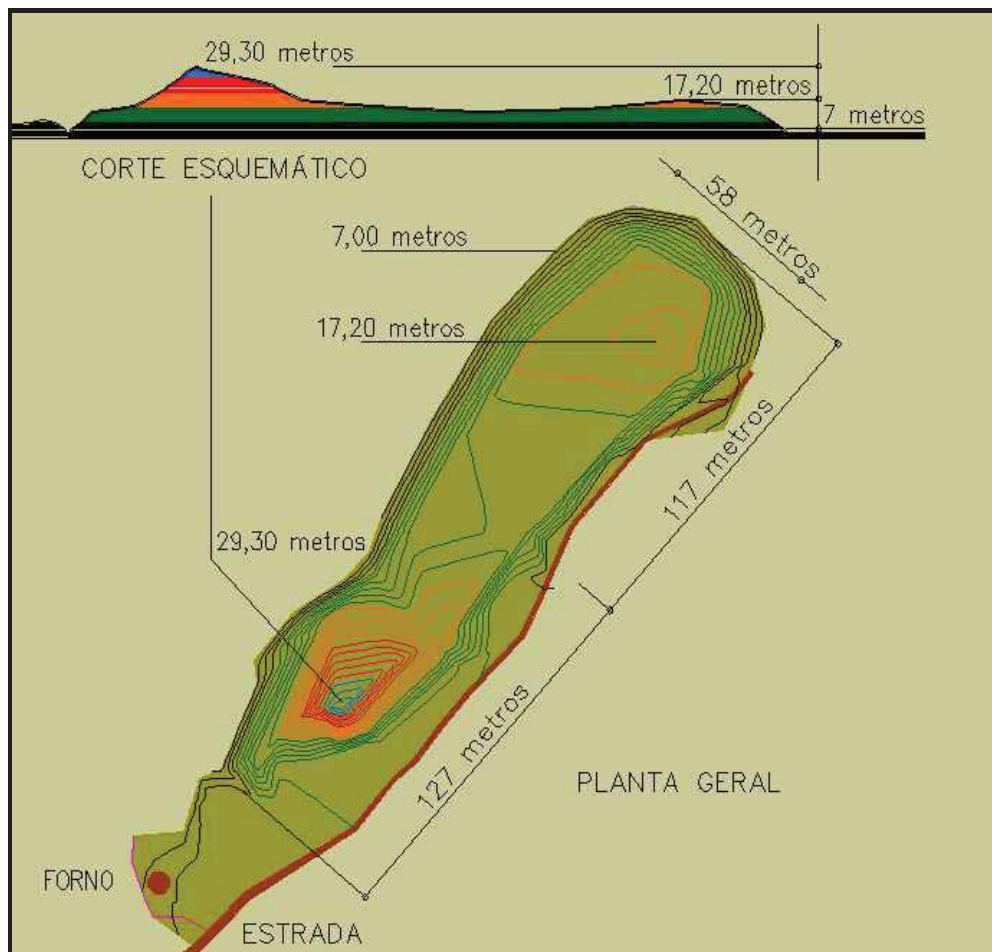 29,30 metros
17,20 metros
7 metros
CORTE ESQUEMÁTICO
58 metros
7,00 metros
17,20 metros
117 metros
29,30 metros
127 metros
PLANTA GERAL
FORNO
ESTRADA